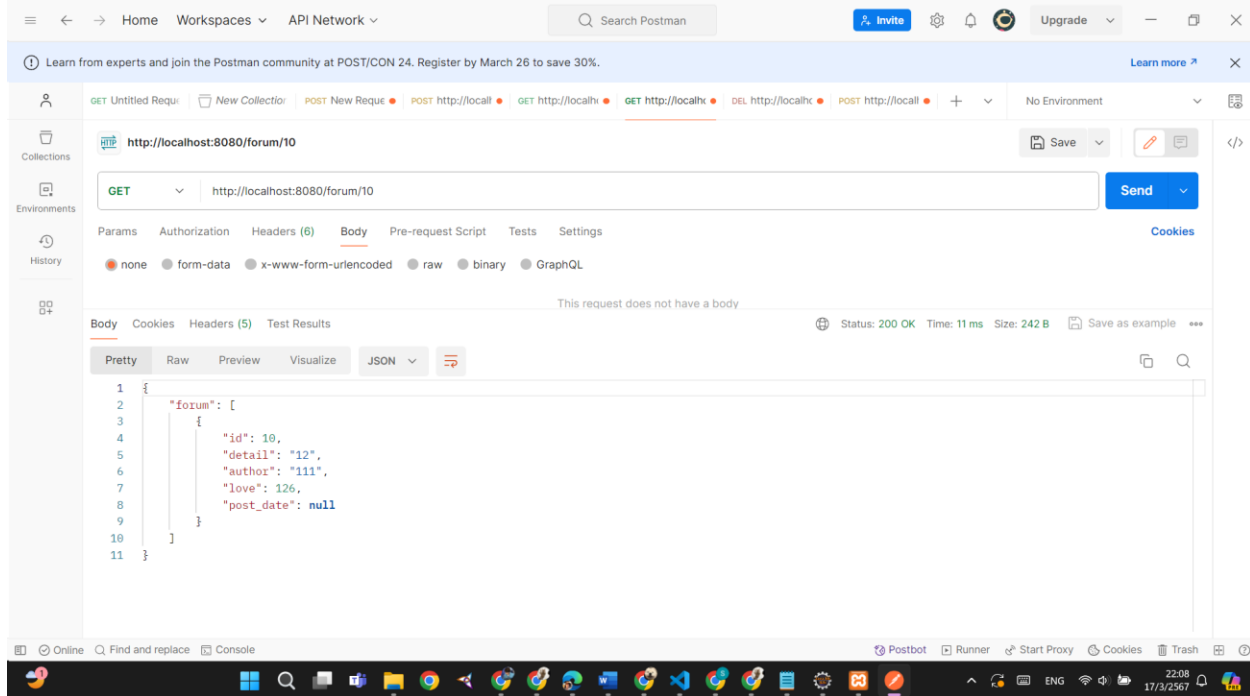 Home Workspaces API Network Search Postman Invite Upgrade
Learn from experts and join the Postman community at POST/CON 24. Register by March 26 to save 30%. Learn more
GET Untitled Reque New Collection POST New Reque POST http://locall GET http://localh GET http://localhc DEL http://localhc POST http://locall No Environment
HTTP http://localhost:8080/forum/10 Save
Collections
GET http://localhost:8080/forum/10 Send
Environments
Params Authorization Headers (6) Body Pre-request Script Tests Settings Cookies
History
none form-data x-www-form-urlencoded raw binary GraphQL
This request does not have a body
Body Cookies Headers (5) Test Results Status: 200 OK Time: 11 ms Size: 242 B Save as example
Pretty Raw Preview Visualize JSON
1 {
2 "forum": [
3 {
4 "id": 10,
5 "detail": "12",
6 "author": "111",
7 "love": 126,
8 "post_date": null
9 }
10 ]
11 }
Online Find and replace Console Postbot Runner Start Proxy Cookies Trash
ENG 22:08
17/3/2567